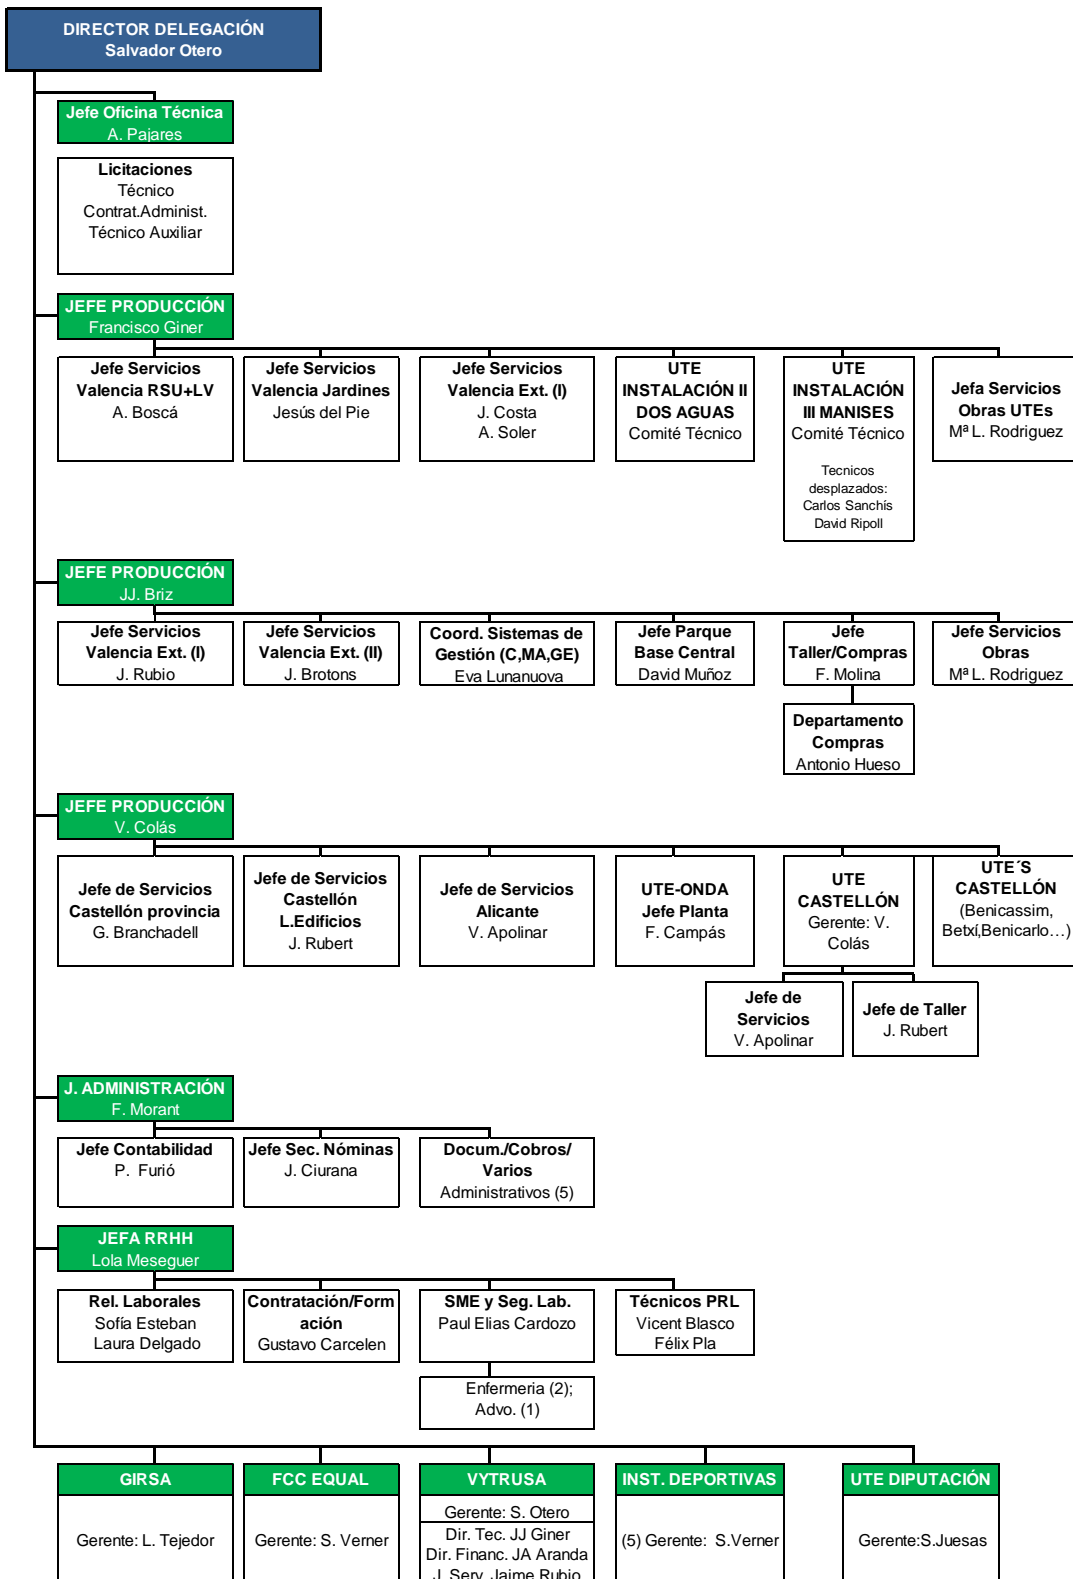 DIRECTOR DELEGACIÓN
Salvador Otero
Jefe Oficina Técnica
A. Pajares
Licitaciones
Técnico
Contrat.Administ.
Técnico Auxiliar
JEFE PRODUCCIÓN
Francisco Giner
Jefe Servicios
Valencia RSU+LV
A. Boscá
Jefe Servicios
Valencia Jardines
Jesús del Pie
Jefe Servicios
Valencia Ext. (I)
J. Costa
A. Soler
UTE
INSTALACIÓN II
DOS AGUAS
Comité Técnico
UTE
INSTALACIÓN
III MANISES
Comité Técnico
Tecnicos
desplazados:
Carlos Sanchís
David Ripoll
Jefa Servicios
Obras UTEs
Mª L. Rodriguez
JEFE PRODUCCIÓN
JJ. Briz
Jefe Servicios
Valencia Ext. (I)
J. Rubio
Jefe Servicios
Valencia Ext. (II)
J. Brotons
Coord. Sistemas de
Gestión (C,MA,GE)
Eva Lunanuova
Jefe Parque
Base Central
David Muñoz
Jefe
Taller/Compras
F. Molina
Jefe Servicios
Obras
Mª L. Rodriguez
Departamento
Compras
Antonio Hueso
JEFE PRODUCCIÓN
V. Colás
Jefe de Servicios
Castellón provincia
G. Branchadell
Jefe de Servicios
Castellón
L.Edificios
J. Rubert
Jefe de Servicios
Alicante
V. Apolinar
UTE-ONDA
Jefe Planta
F. Campás
UTE
CASTELLÓN
Gerente: V.
Colás
UTE´S
CASTELLÓN
(Benicassim,
Betxí,Benicarlo…)
Jefe de
Servicios
V. Apolinar
Jefe de Taller
J. Rubert
J. ADMINISTRACIÓN
F. Morant
Jefe Contabilidad
P. Furió
Jefe Sec. Nóminas
J. Ciurana
Docum./Cobros/
Varios
Administrativos (5)
JEFA RRHH
Lola Meseguer
Rel. Laborales
Sofía Esteban
Laura Delgado
Contratación/Form
ación
Gustavo Carcelen
SME y Seg. Lab.
Paul Elias Cardozo
Técnicos PRL
Vicent Blasco
Félix Pla
Enfermeria (2);
Advo. (1)
GIRSA
Gerente: L. Tejedor
FCC EQUAL
Gerente: S. Verner
VYTRUSA
Gerente: S. Otero
Dir. Tec. JJ Giner
Dir. Financ. JA Aranda
J. Serv. Jaime Rubio
INST. DEPORTIVAS
(5) Gerente: S.Verner
UTE DIPUTACIÓN
Gerente:S.Juesas